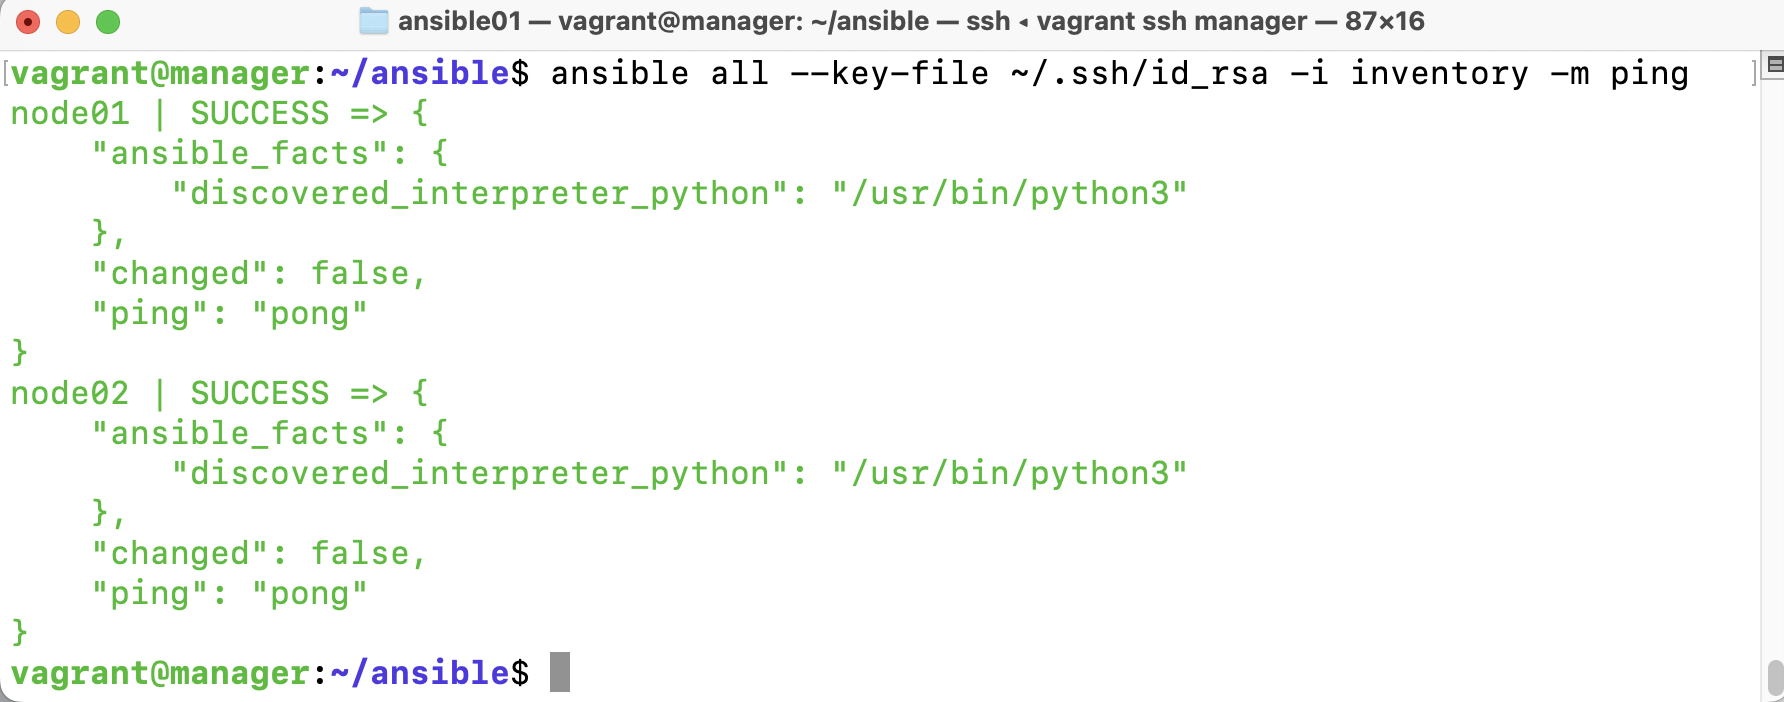 ansible01 — vagrant@manager: ~/ansible — ssh ◂ vagrant ssh manager — 87×16
[vagrant@manager:~/ansible$ ansible all --key-file ~/.ssh/id_rsa -i inventory -m ping ]
node01 | SUCCESS => {
    "ansible_facts": {
        "discovered_interpreter_python": "/usr/bin/python3"
    },
    "changed": false,
    "ping": "pong"
}
node02 | SUCCESS => {
    "ansible_facts": {
        "discovered_interpreter_python": "/usr/bin/python3"
    },
    "changed": false,
    "ping": "pong"
}
vagrant@manager:~/ansible$